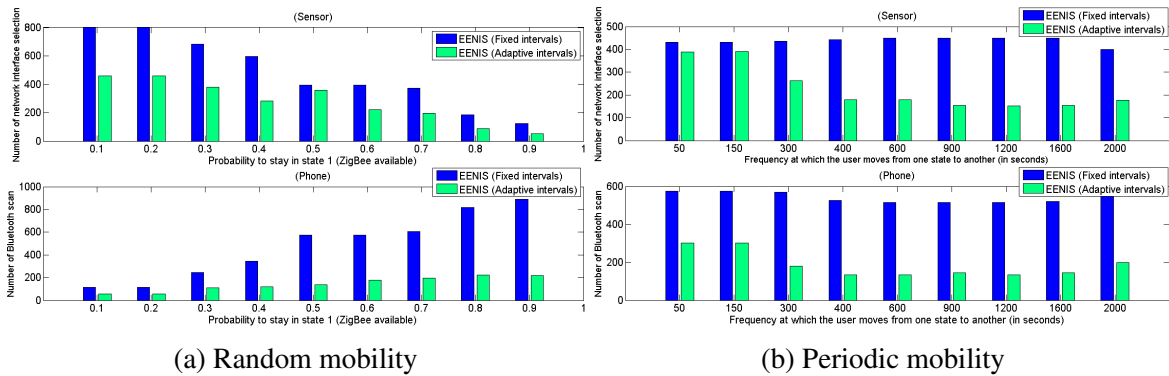 (Sensor)
Number of network interface selection
800
600
400
200
0
EENIS (Fixed intervals)
EENIS (Adaptive intervals)
0.1 0.2 0.3 0.4 0.5 0.6 0.7 0.8 0.9 1
Probability to stay in state 1 (ZigBee available)
(Phone)
Number of Bluetooth scan
1000
800
600
400
200
0
EENIS (Fixed intervals)
EENIS (Adaptive intervals)
0.1 0.2 0.3 0.4 0.5 0.6 0.7 0.8 0.9 1
Probability to stay in state 1 (ZigBee available)
(a) Random mobility
(Sensor)
Number of network interface selection
500
400
300
200
100
0
EENIS (Fixed intervals)
EENIS (Adaptive intervals)
50 150 300 400 600 900 1200 1600 2000
Frequency at which the user moves from one state to another (in seconds)
(Phone)
Number of Bluetooth scan
600
400
200
0
EENIS (Fixed intervals)
EENIS (Adaptive intervals)
50 150 300 400 600 900 1200 1600 2000
Frequency at which the user moves from one state to another (in seconds)
(b) Periodic mobility